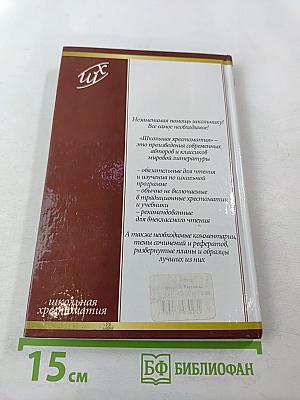 шх
Незаменимая помощь школьнику!
Все самое необходимое!
«Школьная хрестоматия» –
это произведения современных
авторов и классиков
мировой литературы
– обязательные для чтения
и изучения по школьной
программе
– обычно не включаемые
в традиционные хрестоматии
и учебники
– рекомендованные
для внеклассного чтения
А также необходимые комментарии,
темы сочинений и рефератов,
развернутые планы и образцы
лучших из них
школьная
хрестоматия
15 см
БФ БИБЛИОФАН